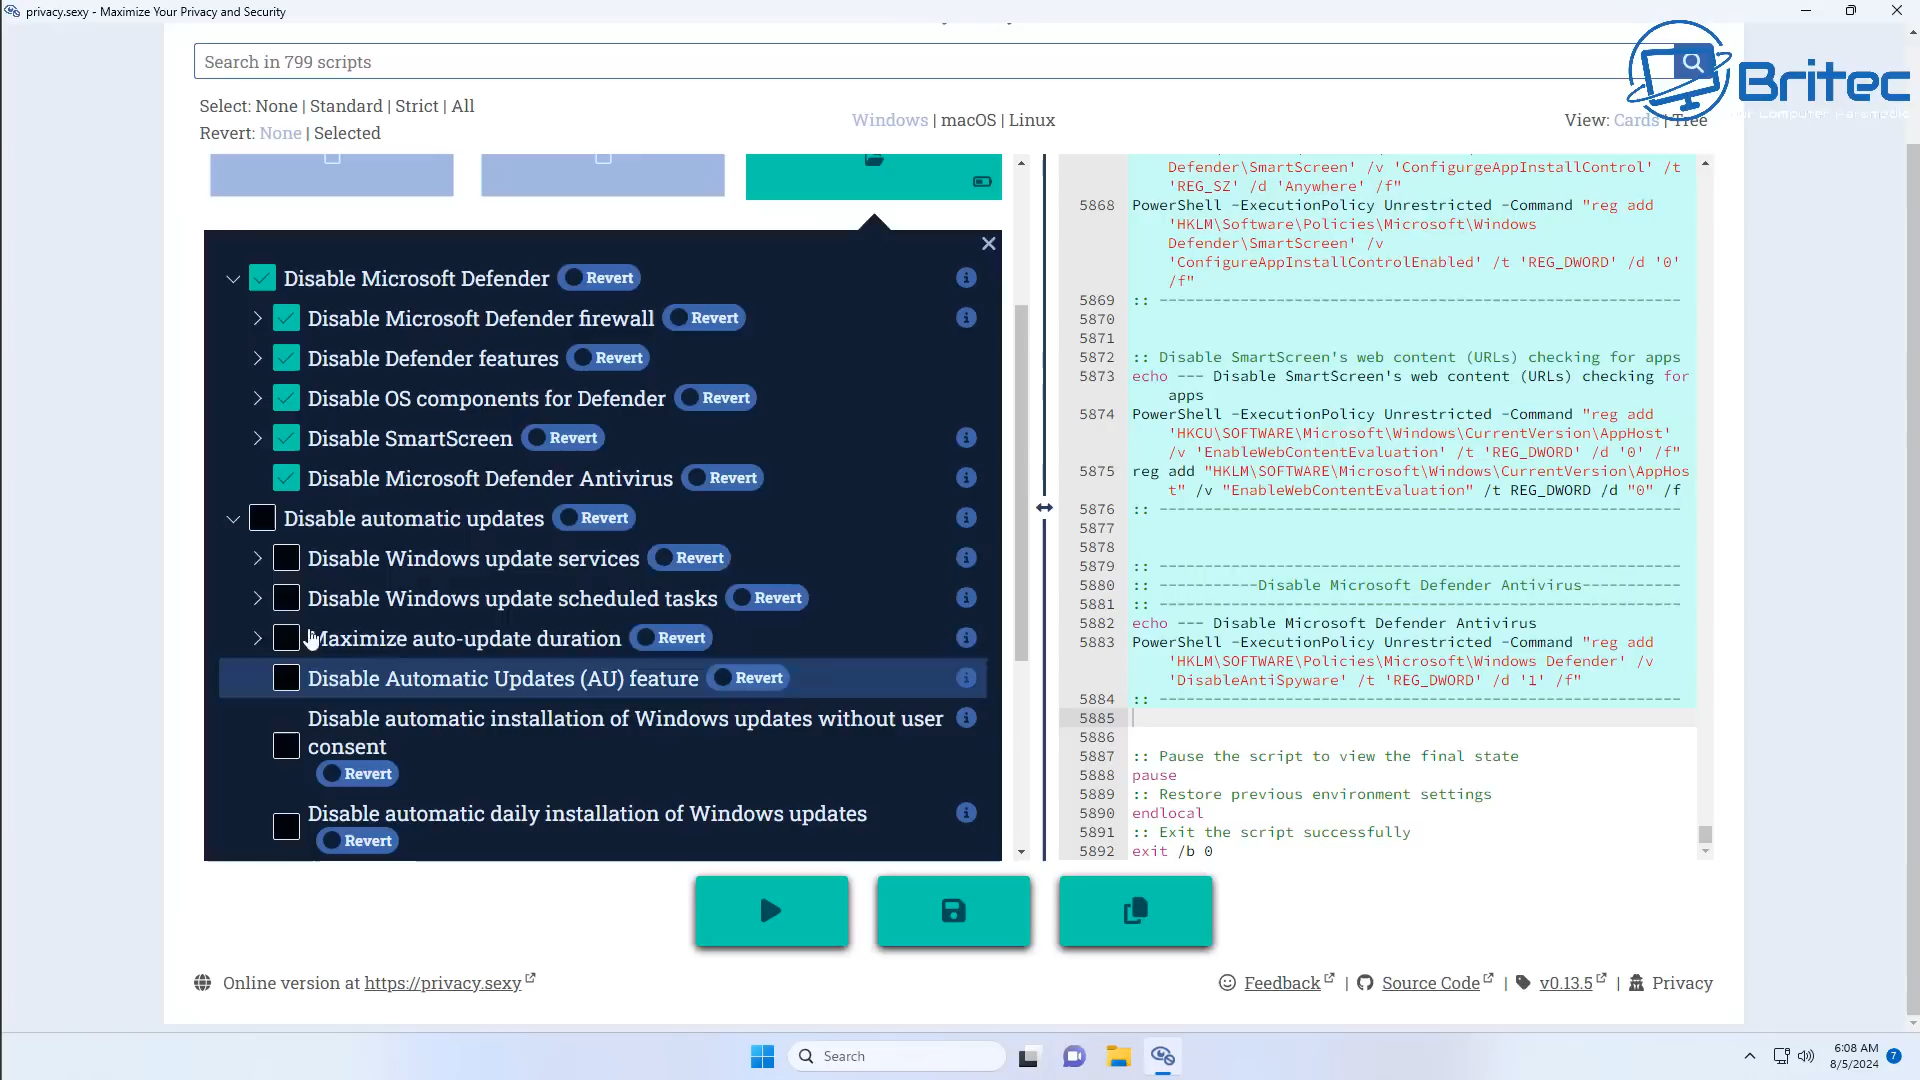 privacy.sexy - Maximize Your Privacy and Security
Search in 799 scripts
Britec
Select: None | Standard | Strict | All
Revert: None | Selected
Windows | macOS | Linux
View: Cards | Tree
Disable Microsoft Defender Revert
Disable Microsoft Defender firewall Revert
Disable Defender features Revert
Disable OS components for Defender Revert
Disable SmartScreen Revert
Disable Microsoft Defender Antivirus Revert
Disable automatic updates Revert
Disable Windows update services Revert
Disable Windows update scheduled tasks Revert
Maximize auto-update duration Revert
Disable Automatic Updates (AU) feature Revert
Disable automatic installation of Windows updates without user
consent
Revert
Disable automatic daily installation of Windows updates
Revert
Defender\SmartScreen' /v 'ConfigurgeAppInstallControl' /t
'REG_SZ' /d 'Anywhere' /f"
5868 PowerShell -ExecutionPolicy Unrestricted -Command "reg add
'HKLM\Software\Policies\Microsoft\Windows
Defender\SmartScreen' /v
'ConfigureAppInstallControlEnabled' /t 'REG_DWORD' /d '0'
/f"
5869 :: ----------------------------------------------------------
5870
5871
5872 :: Disable SmartScreen's web content (URLs) checking for apps
5873 echo --- Disable SmartScreen's web content (URLs) checking for
apps
5874 PowerShell -ExecutionPolicy Unrestricted -Command "reg add
'HKCU\SOFTWARE\Microsoft\Windows\CurrentVersion\AppHost'
/v 'EnableWebContentEvaluation' /t 'REG_DWORD' /d '0' /f"
5875 reg add "HKLM\SOFTWARE\Microsoft\Windows\CurrentVersion\AppHos
t" /v "EnableWebContentEvaluation" /t REG_DWORD /d "0" /f
5876 :: ----------------------------------------------------------
5877
5878
5879 :: ----------------------------------------------------------
5880 :: -----------Disable Microsoft Defender Antivirus-----------
5881 :: ----------------------------------------------------------
5882 echo --- Disable Microsoft Defender Antivirus
5883 PowerShell -ExecutionPolicy Unrestricted -Command "reg add
'HKLM\SOFTWARE\Policies\Microsoft\Windows Defender' /v
'DisableAntiSpyware' /t 'REG_DWORD' /d '1' /f"
5884 :: ----------------------------------------------------------
5885
5886
5887 :: Pause the script to view the final state
5888 pause
5889 :: Restore previous environment settings
5890 endlocal
5891 :: Exit the script successfully
5892 exit /b 0
Online version at https://privacy.sexy
Feedback | Source Code | v0.13.5 | Privacy
Search
6:08 AM
8/5/2024
7